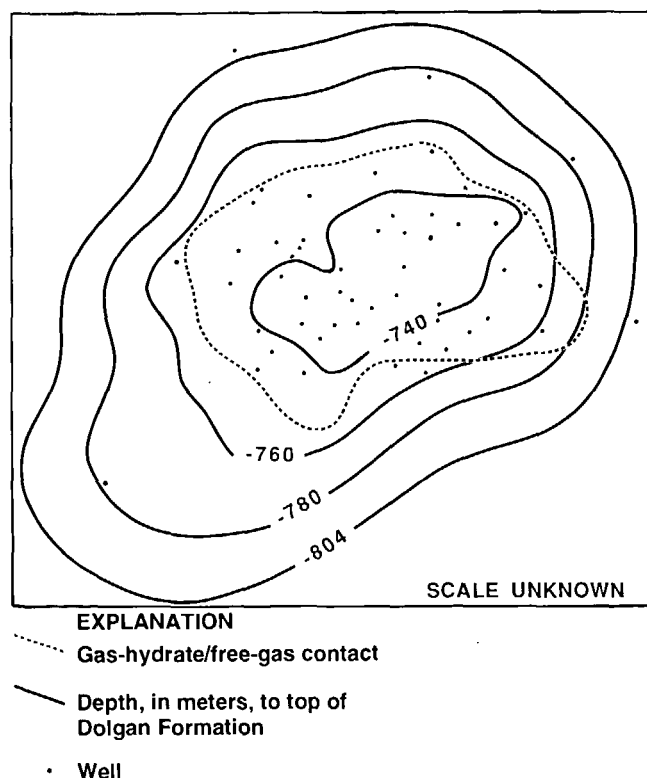 -740
-760
-780
-804
SCALE UNKNOWN
EXPLANATION
Gas-hydrate/free-gas contact
Depth, in meters, to top of
Dolgan Formation
Well